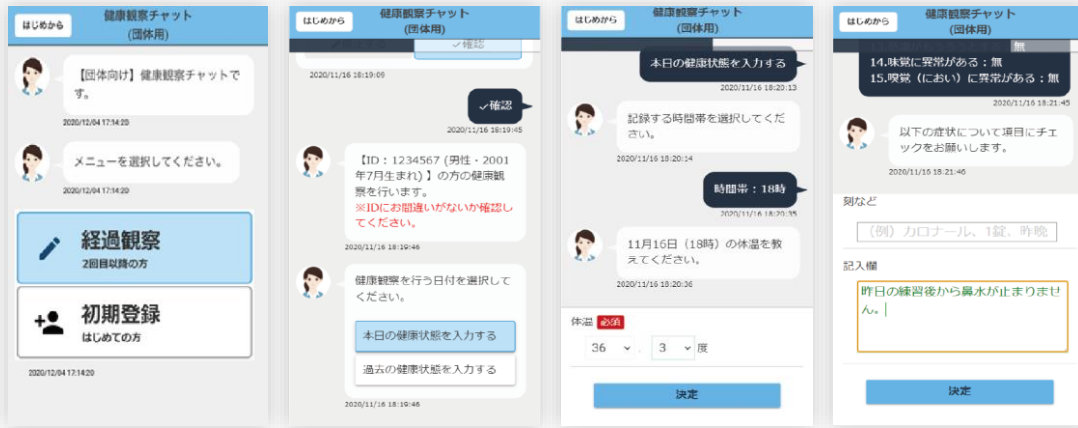 はじめから
健康観察チャット
(団体用)
【団体向け】健康観察チャットで
す。
2020/12/04 17:14:20
メニューを選択してください。
2020/12/04 17:14:20
経過観察
2回目以降の方
初期登録
はじめての方
2020/12/04 17:14:20
はじめから
健康観察チャット
(団体用)
✓確認
2020/11/16 18:19:09
✓確認
2020/11/16 18:19:45
【ID：1234567 (男性・2001
年7月生まれ) 】の方の健康観
察を行います。
※IDにお間違いがないか確認し
てください。
2020/11/16 18:19:46
健康観察を行う日付を選択して
ください。
本日の健康状態を入力する
過去の健康状態を入力する
2020/11/16 18:19:46
はじめから
健康観察チャット
(団体用)
本日の健康状態を入力する
2020/11/16 18:20:13
記録する時間帯を選択してくだ
さい。
2020/11/16 18:20:14
時間帯：18時
2020/11/16 18:20:35
11月16日（18時）の体温を教
えてください。
2020/11/16 18:20:36
体温 必須
36 . 3 度
決定
はじめから
健康観察チャット
(団体用)
無
14.味覚に異常がある：無
15.嗅覚（におい）に異常がある：無
2020/11/16 18:21:45
以下の症状について項目にチェ
ックをお願いします。
2020/11/16 18:21:46
刻など
（例）カロナール、1錠、昨晩
記入欄
昨日の練習後から鼻水が止まりませ
ん。
決定